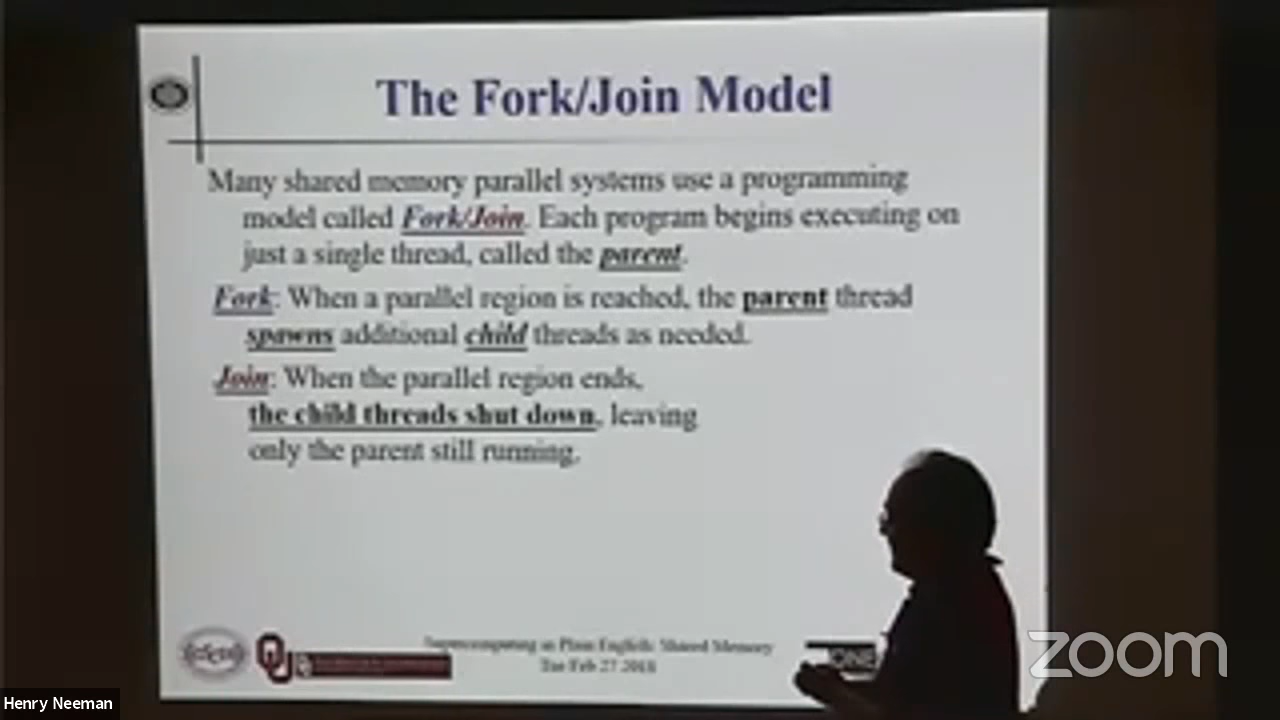 The Fork/Join Model
Many shared memory parallel systems use a programming
model called Fork/Join. Each program begins executing on
just a single thread, called the parent.
Fork: When a parallel region is reached, the parent thread
spawns additional child threads as needed.
Join: When the parallel region ends,
the child threads shut down, leaving
only the parent still running.
Supercomputing in Plain English: Shared Memory
Tue Feb 27 2018
ONE
zoom
Henry Neeman